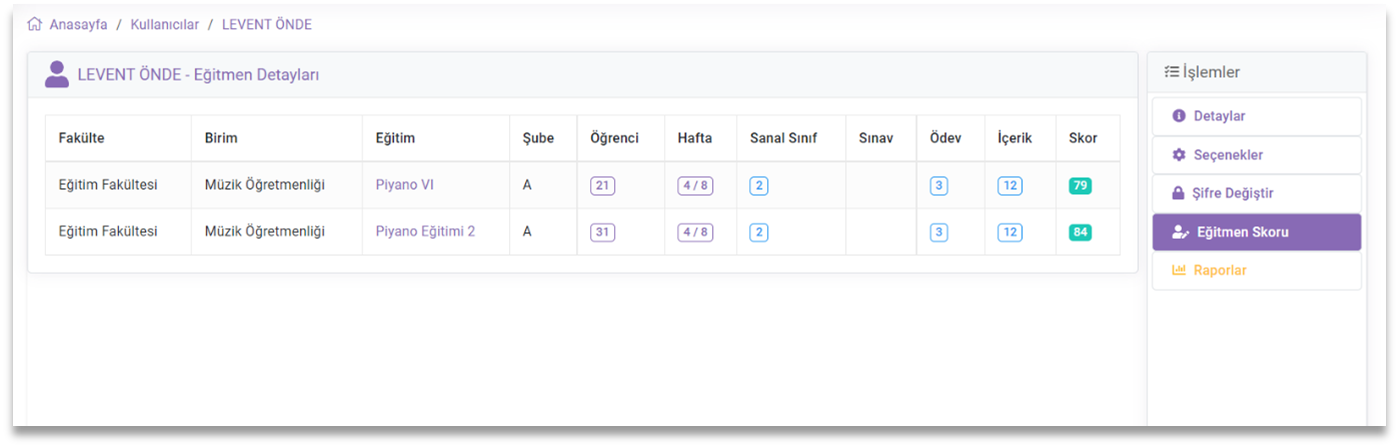 Anasayfa / Kullanıcılar / LEVENT ÖNDE
LEVENT ÖNDE - Eğitmen Detayları
Fakülte Birim Eğitim Şube Öğrenci Hafta Sanal Sınıf Sınav Ödev İçerik Skor
Eğitim Fakültesi Müzik Öğretmenliği Piyano VI A 21 4 / 8 2 3 12 79
Eğitim Fakültesi Müzik Öğretmenliği Piyano Eğitimi 2 A 31 4 / 8 2 3 12 84
İşlemler
Detaylar
Seçenekler
Şifre Değiştir
Eğitmen Skoru
Raporlar